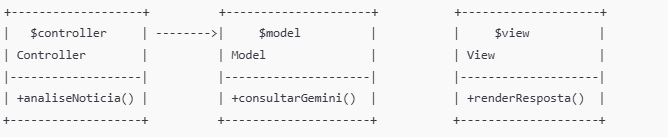 +------------------+          +--------------------+           +-------------------+
|   $controller     | -------->|     $model          |           |     $view          |
| Controller        |          | Model               |           | View               |
|------------------|          |--------------------|           |-------------------|
| +analiseNoticia() |          | +consultarGemini()  |           | +renderResposta()  |
+------------------+          +--------------------+           +-------------------+